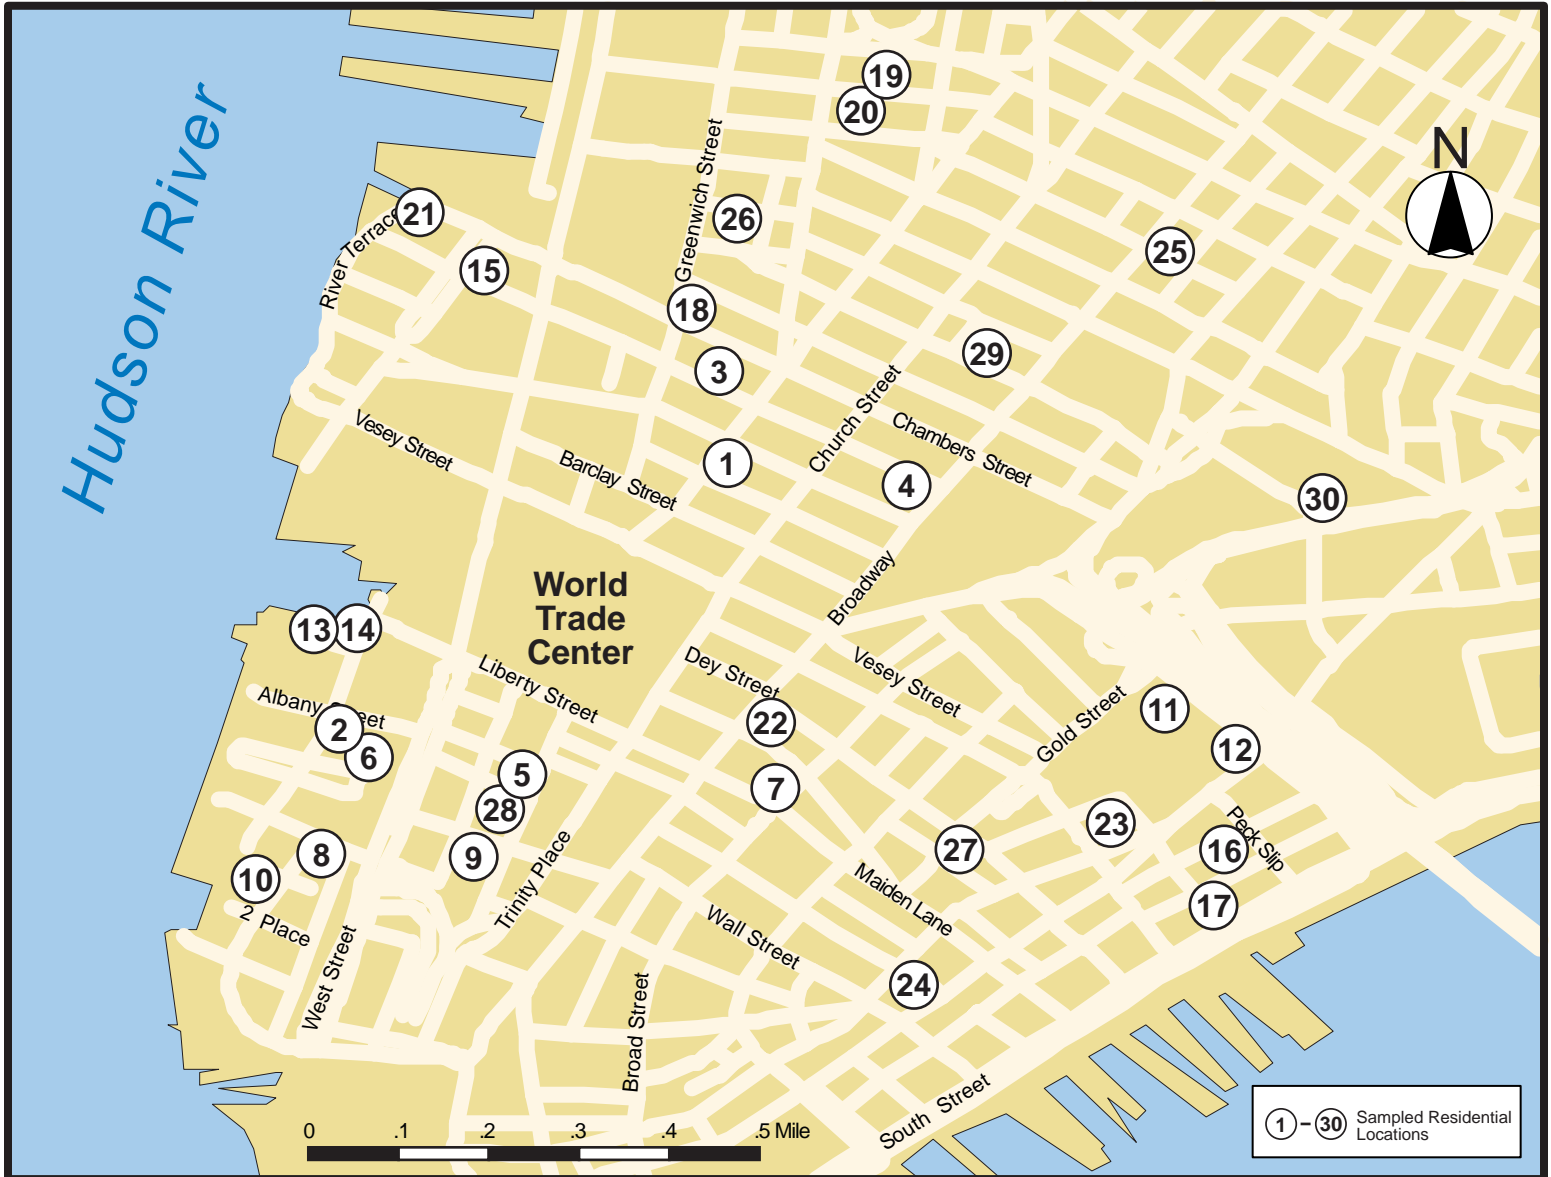 19
20
Greenwich Street
N
21
River Terrace
26
25
15
Hudson River
18
3
29
Church Street
Chambers Street
Vesey Street
Barclay Street
1
4
30
Broadway
World
Trade
Center
13
14
Liberty Street
Dey Street
Vesey Street
Albany Street
2
6
22
Gold Street
11
12
5
28
7
9
8
10
2 Place
Trinity Place
27
23
Peck Slip
16
17
Maiden Lane
Wall Street
West Street
Broad Street
24
South Street
0 .1 .2 .3 .4 .5 Mile
1 – 30 Sampled Residential
Locations